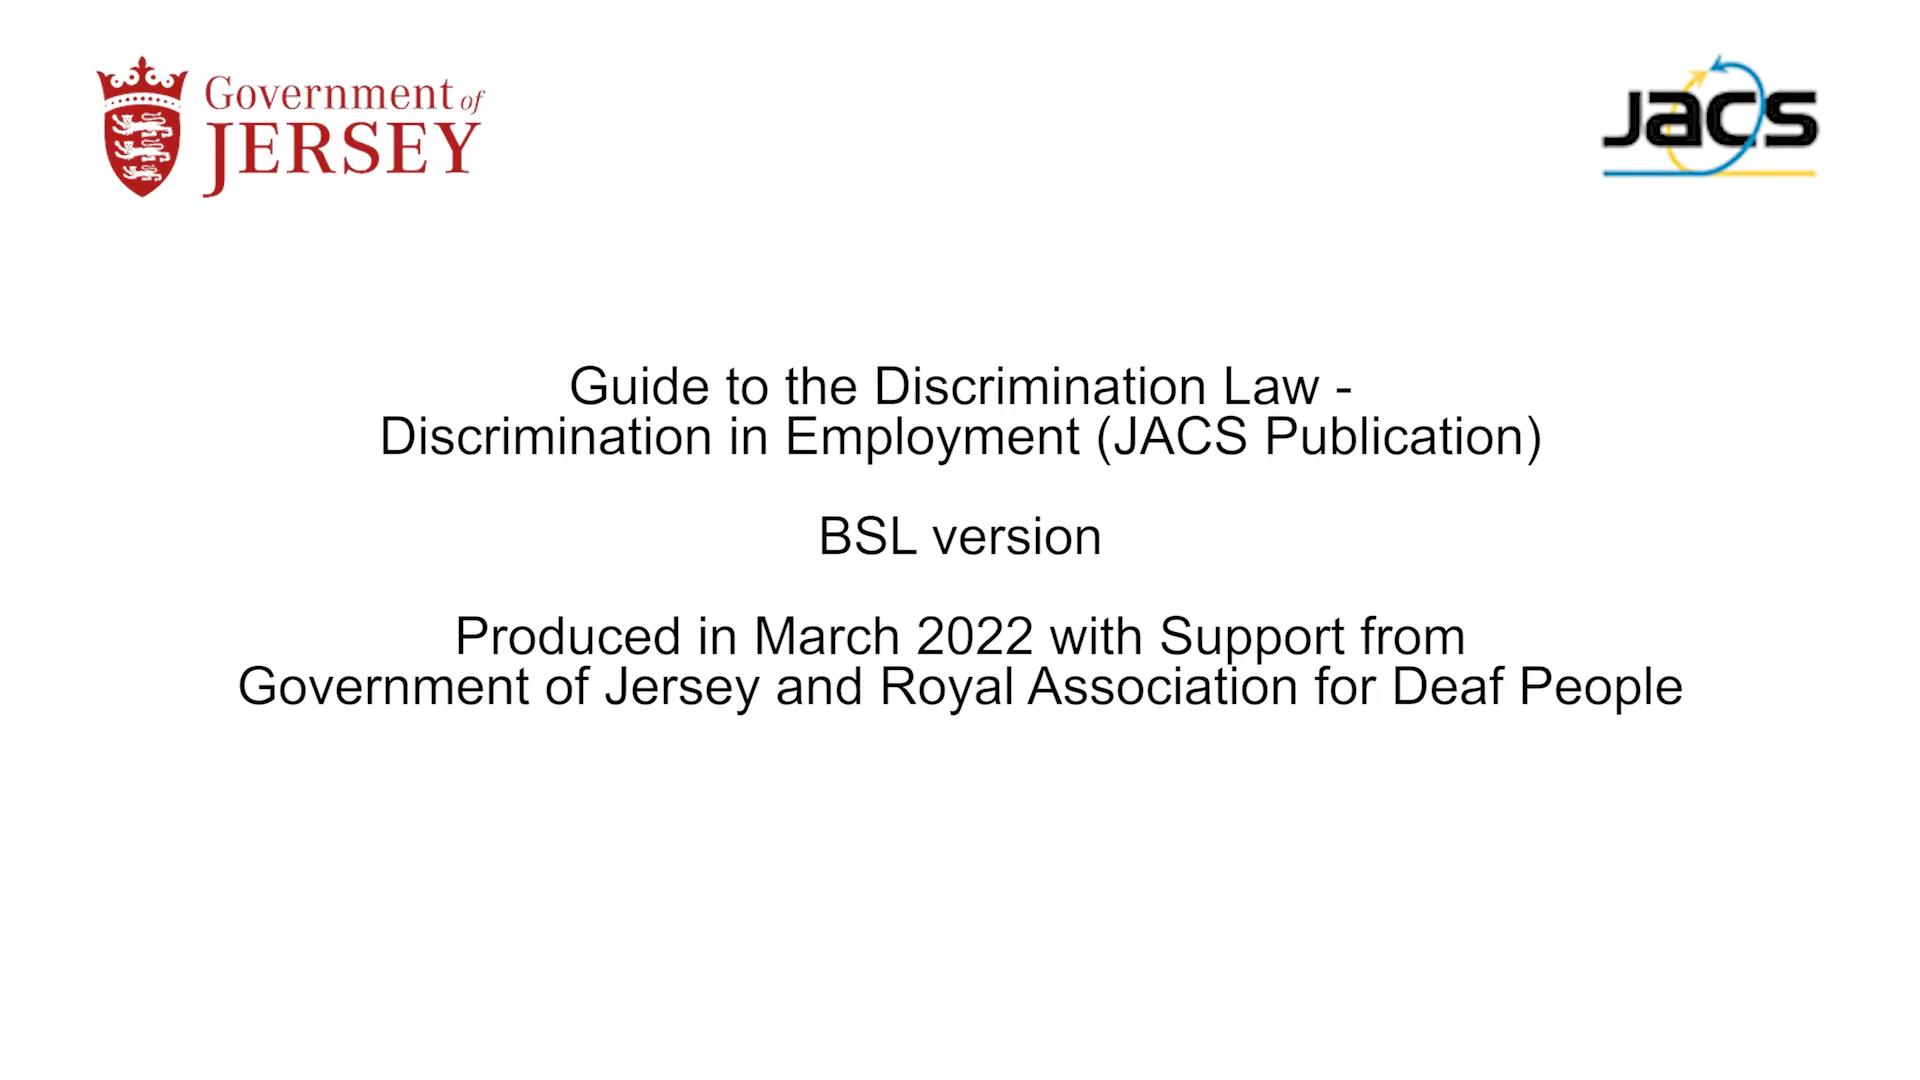 Government of
JERSEY
Jacs
Guide to the Discrimination Law -
Discrimination in Employment (JACS Publication)
BSL version
Produced in March 2022 with Support from
Government of Jersey and Royal Association for Deaf People